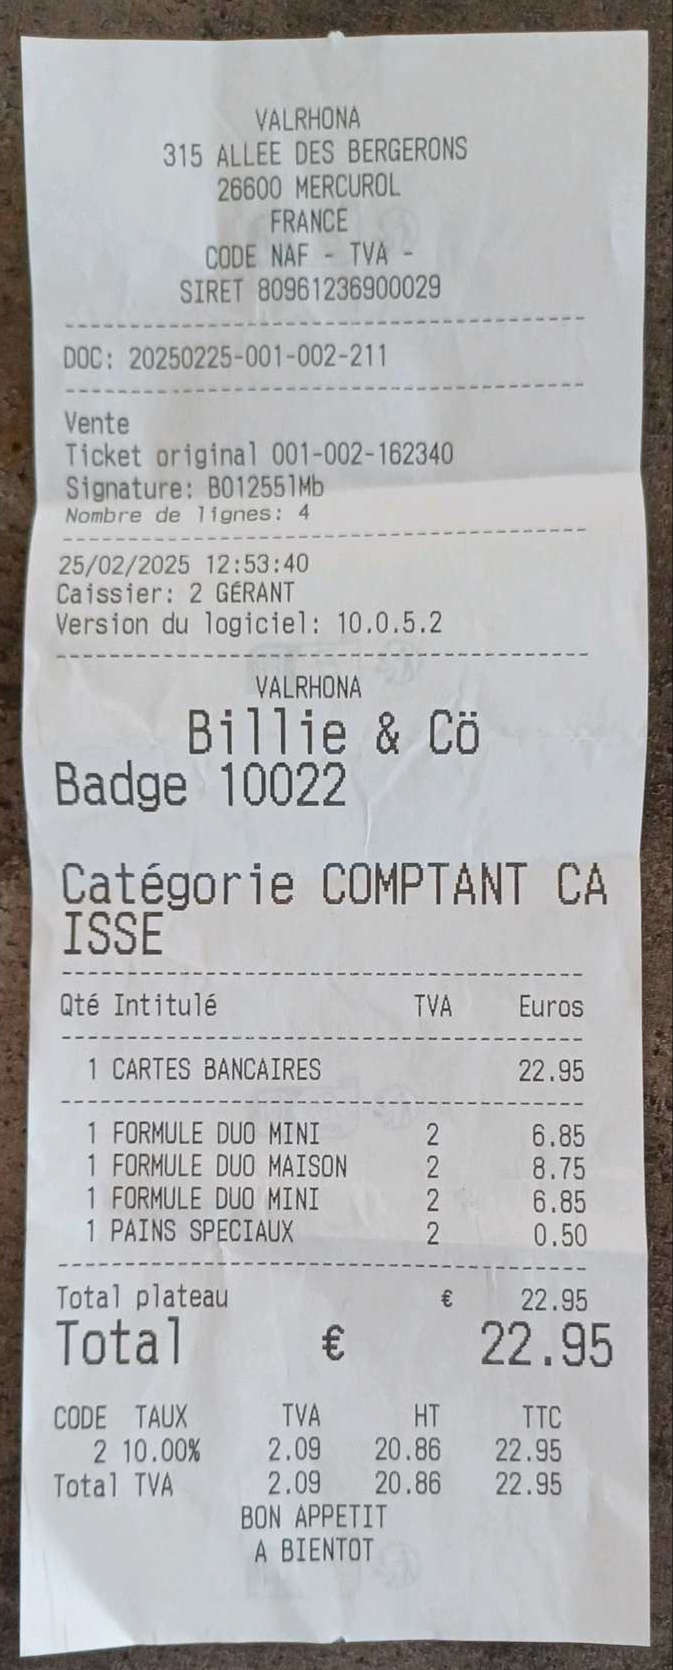 VALRHONA
315 ALLEE DES BERGERONS
26600 MERCUROL
FRANCE
CODE NAF - TVA -
SIRET 80961236900029
DOC: 20250225-001-002-211
Vente
Ticket original 001-002-162340
Signature: BO12551Mb
Nombre de lignes: 4
25/02/2025 12:53:40
Caissier: 2 GÉRANT
Version du logiciel: 10.0.5.2
VALRHONA
Billie & Cö
Badge 10022
Catégorie COMPTANT CA
ISSE
Qté Intitulé TVA Euros
1 CARTES BANCAIRES 22.95
1 FORMULE DUO MINI 2 6.85
1 FORMULE DUO MAISON 2 8.75
1 FORMULE DUO MINI 2 6.85
1 PAINS SPECIAUX 2 0.50
Total plateau € 22.95
Total € 22.95
CODE TAUX TVA HT TTC
2 10.00% 2.09 20.86 22.95
Total TVA 2.09 20.86 22.95
BON APPETIT
A BIENTOT